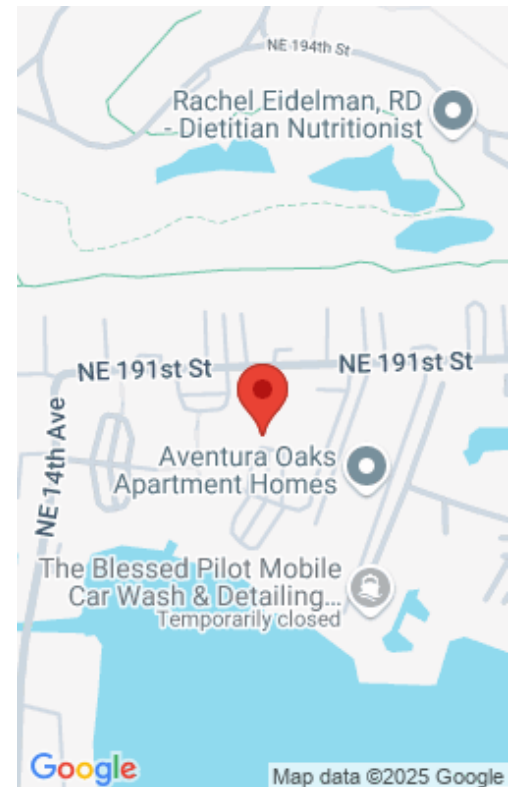 NE 194th St
Rachel Eidelman, RD
- Dietitian Nutritionist
NE 191st St
NE 191st St
NE 14th Ave
Aventura Oaks
Apartment Homes
The Blessed Pilot Mobile
Car Wash & Detailing...
Temporarily closed
Google
Map data ©2025 Google